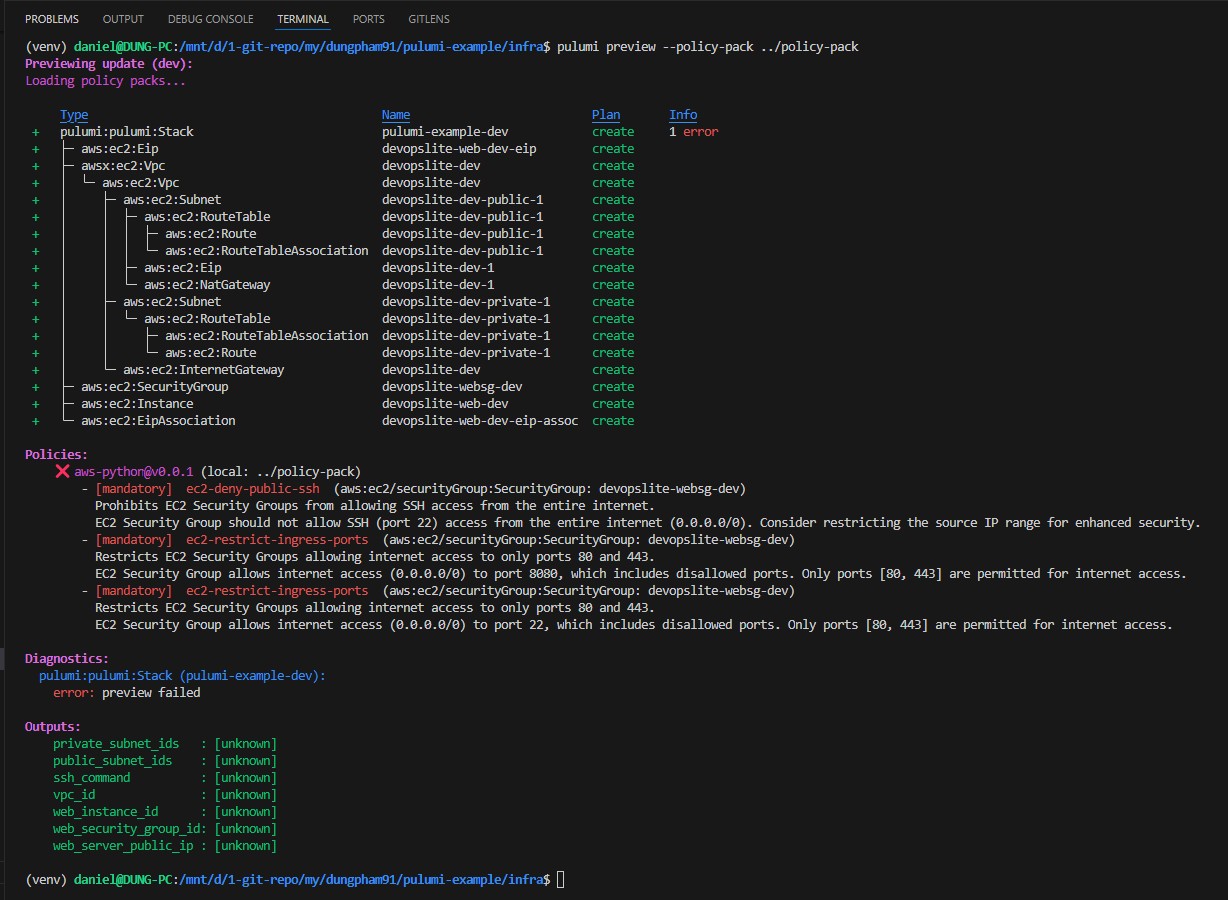 PROBLEMS OUTPUT DEBUG CONSOLE TERMINAL PORTS GITLENS
(venv) daniel@DUNG-PC:/mnt/d/1-git-repo/my/dungpham91/pulumi-example/infra$ pulumi preview --policy-pack ../policy-pack
Previewing update (dev):
Loading policy packs...
Type Name Plan Info
+ pulumi:pulumi:Stack pulumi-example-dev create 1 error
+ ├─ aws:ec2:Eip devopslite-web-dev-eip create
+ ├─ awsx:ec2:Vpc devopslite-dev create
+ │ └─ aws:ec2:Vpc devopslite-dev create
+ │ ├─ aws:ec2:Subnet devopslite-dev-public-1 create
+ │ │ ├─ aws:ec2:RouteTable devopslite-dev-public-1 create
+ │ │ │ ├─ aws:ec2:Route devopslite-dev-public-1 create
+ │ │ │ └─ aws:ec2:RouteTableAssociation devopslite-dev-public-1 create
+ │ │ ├─ aws:ec2:Eip devopslite-dev-1 create
+ │ │ └─ aws:ec2:NatGateway devopslite-dev-1 create
+ │ ├─ aws:ec2:Subnet devopslite-dev-private-1 create
+ │ │ └─ aws:ec2:RouteTable devopslite-dev-private-1 create
+ │ │ ├─ aws:ec2:RouteTableAssociation devopslite-dev-private-1 create
+ │ │ └─ aws:ec2:Route devopslite-dev-private-1 create
+ │ └─ aws:ec2:InternetGateway devopslite-dev create
+ ├─ aws:ec2:SecurityGroup devopslite-websg-dev create
+ ├─ aws:ec2:Instance devopslite-web-dev create
+ └─ aws:ec2:EipAssociation devopslite-web-dev-eip-assoc create
Policies:
❌ aws-python@v0.0.1 (local: ../policy-pack)
- [mandatory] ec2-deny-public-ssh (aws:ec2/securityGroup:SecurityGroup: devopslite-websg-dev)
Prohibits EC2 Security Groups from allowing SSH access from the entire internet.
EC2 Security Group should not allow SSH (port 22) access from the entire internet (0.0.0.0/0). Consider restricting the source IP range for enhanced security.
- [mandatory] ec2-restrict-ingress-ports (aws:ec2/securityGroup:SecurityGroup: devopslite-websg-dev)
Restricts EC2 Security Groups allowing internet access to only ports 80 and 443.
EC2 Security Group allows internet access (0.0.0.0/0) to port 8080, which includes disallowed ports. Only ports [80, 443] are permitted for internet access.
- [mandatory] ec2-restrict-ingress-ports (aws:ec2/securityGroup:SecurityGroup: devopslite-websg-dev)
Restricts EC2 Security Groups allowing internet access to only ports 80 and 443.
EC2 Security Group allows internet access (0.0.0.0/0) to port 22, which includes disallowed ports. Only ports [80, 443] are permitted for internet access.
Diagnostics:
pulumi:pulumi:Stack (pulumi-example-dev):
error: preview failed
Outputs:
private_subnet_ids : [unknown]
public_subnet_ids : [unknown]
ssh_command : [unknown]
vpc_id : [unknown]
web_instance_id : [unknown]
web_security_group_id: [unknown]
web_server_public_ip : [unknown]
(venv) daniel@DUNG-PC:/mnt/d/1-git-repo/my/dungpham91/pulumi-example/infra$